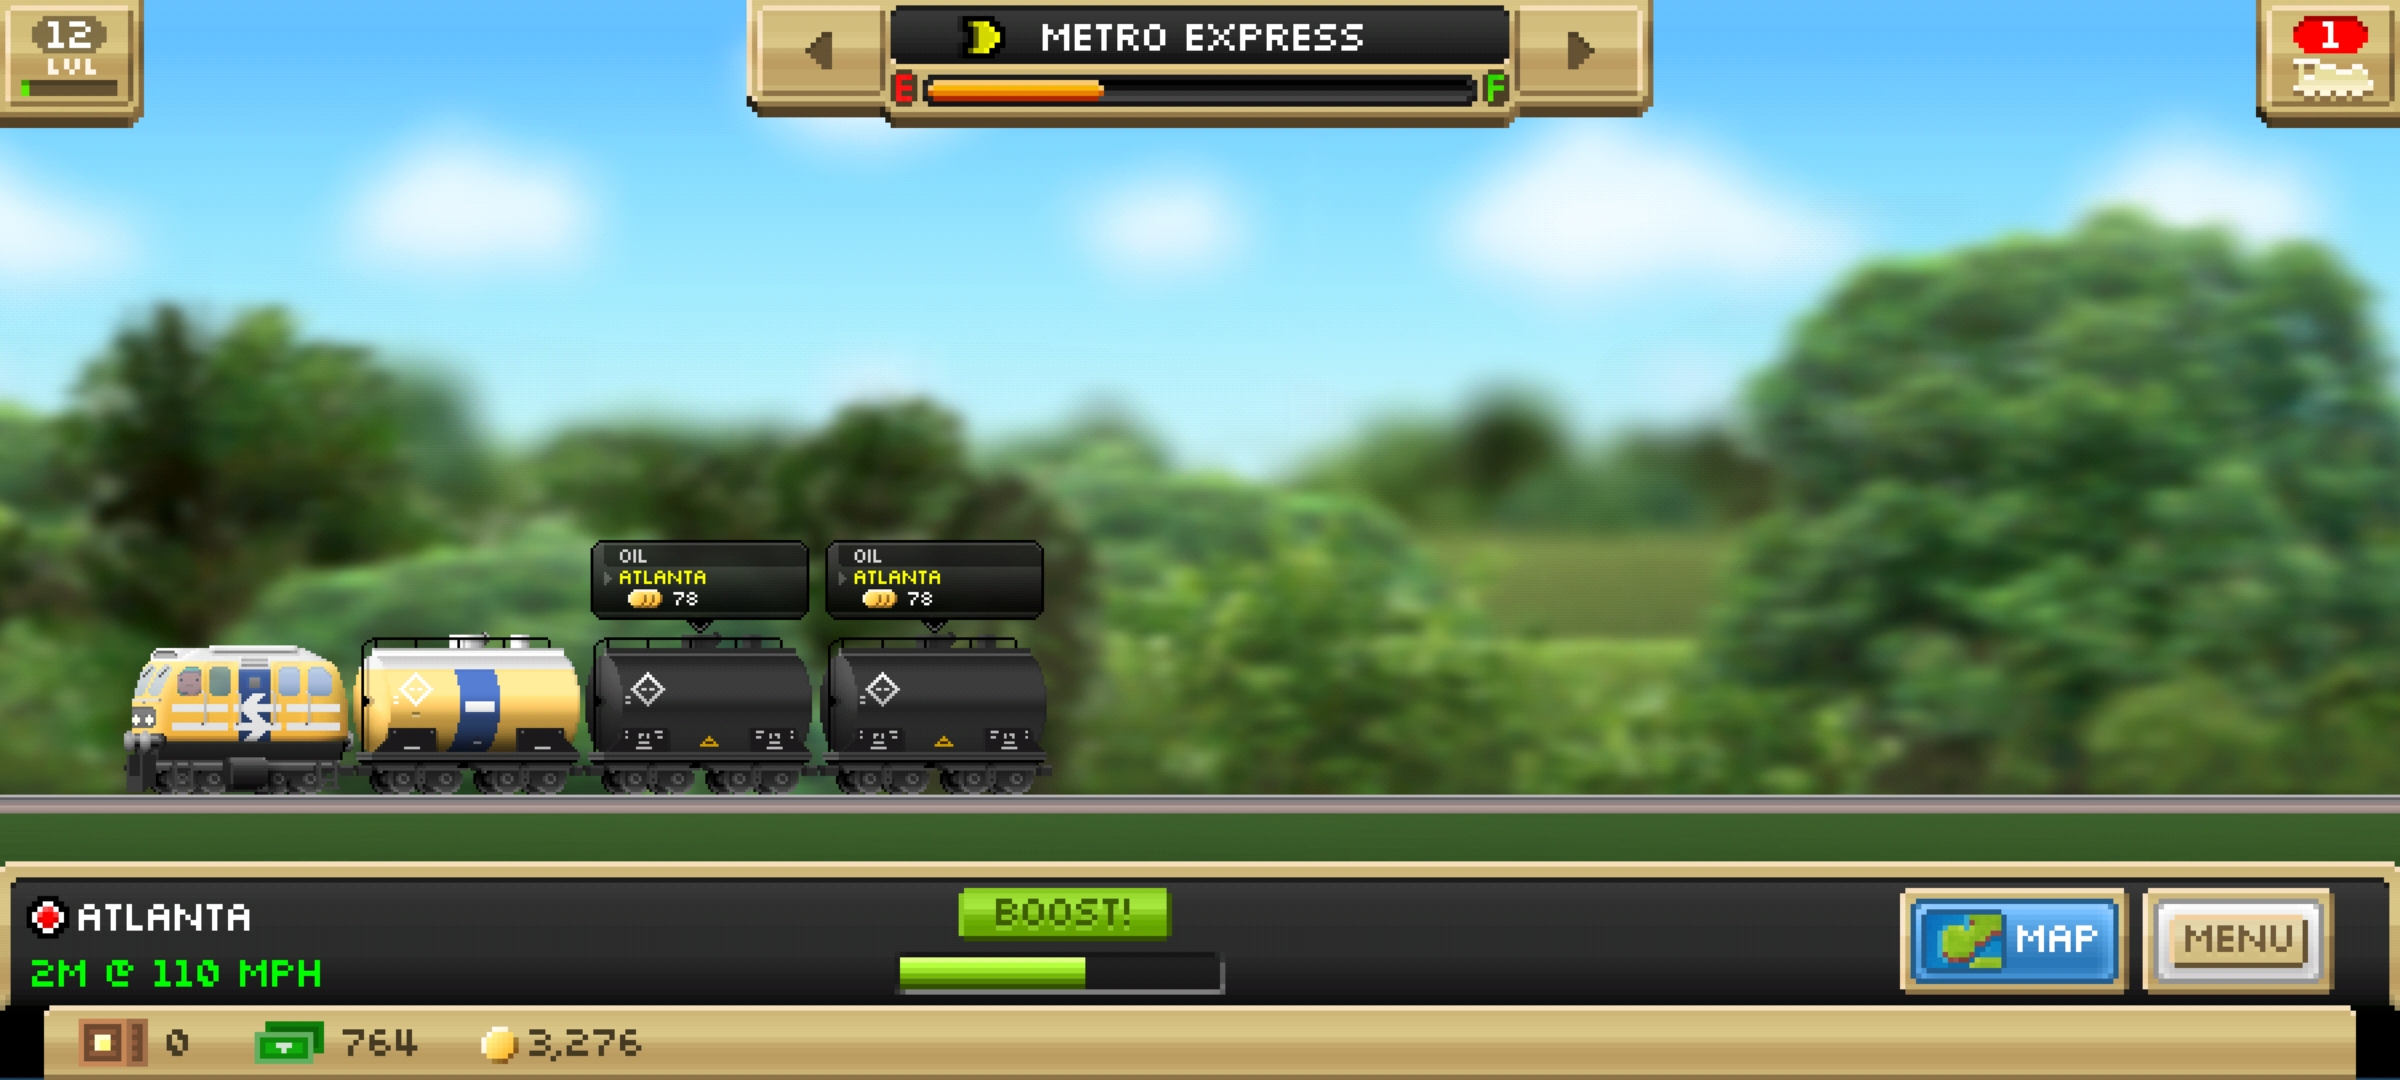 12
LVL
METRO EXPRESS
E F
1
OIL
ATLANTA
78
OIL
ATLANTA
78
ATLANTA
2M @ 110 MPH
BOOST!
MAP
MENU
0
764
3,276